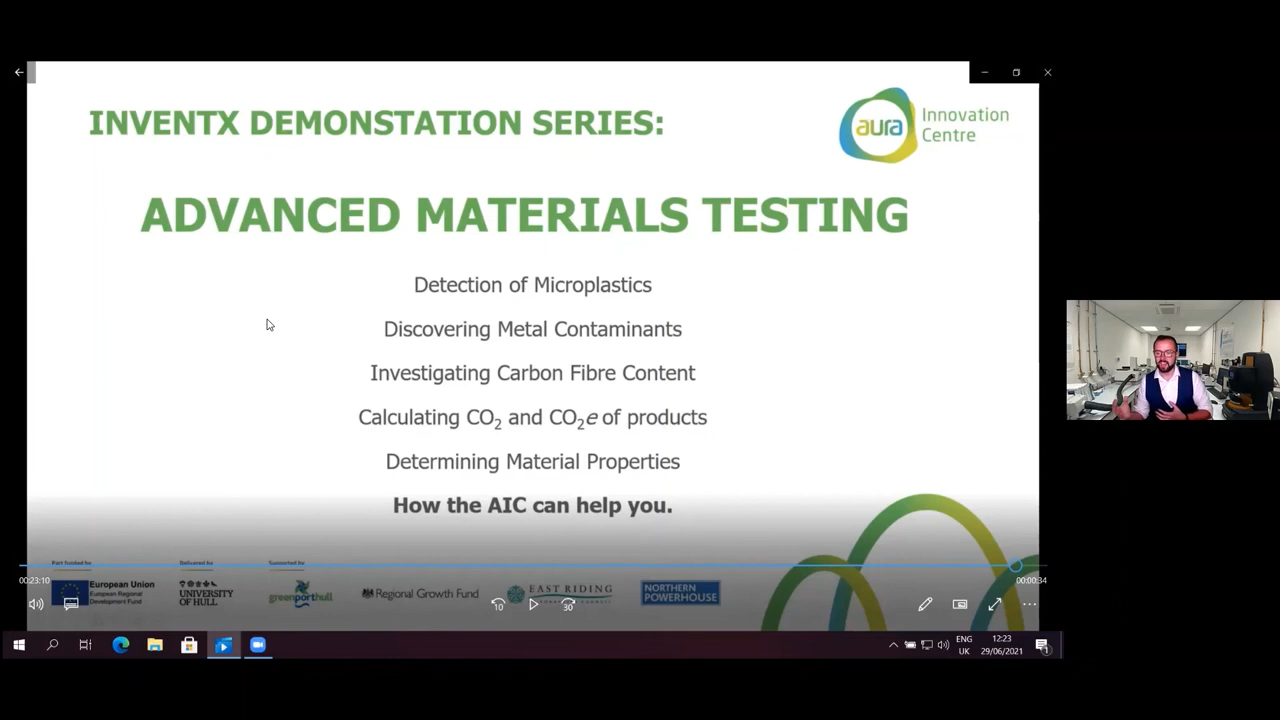 INVENTX DEMONSTATION SERIES:
aura Innovation
Centre
ADVANCED MATERIALS TESTING
Detection of Microplastics
Discovering Metal Contaminants
Investigating Carbon Fibre Content
Calculating CO₂ and CO₂e of products
Determining Material Properties
How the AIC can help you.
Part funded by
Delivered by
Supported by
European Union
European Regional
Development Fund
UNIVERSITY
OF HULL
greenporthull
Regional Growth Fund
EAST RIDING
NORTHERN
POWERHOUSE
00:23:10
00:00:34
10
30
ENG
UK
12:23
29/06/2021
1